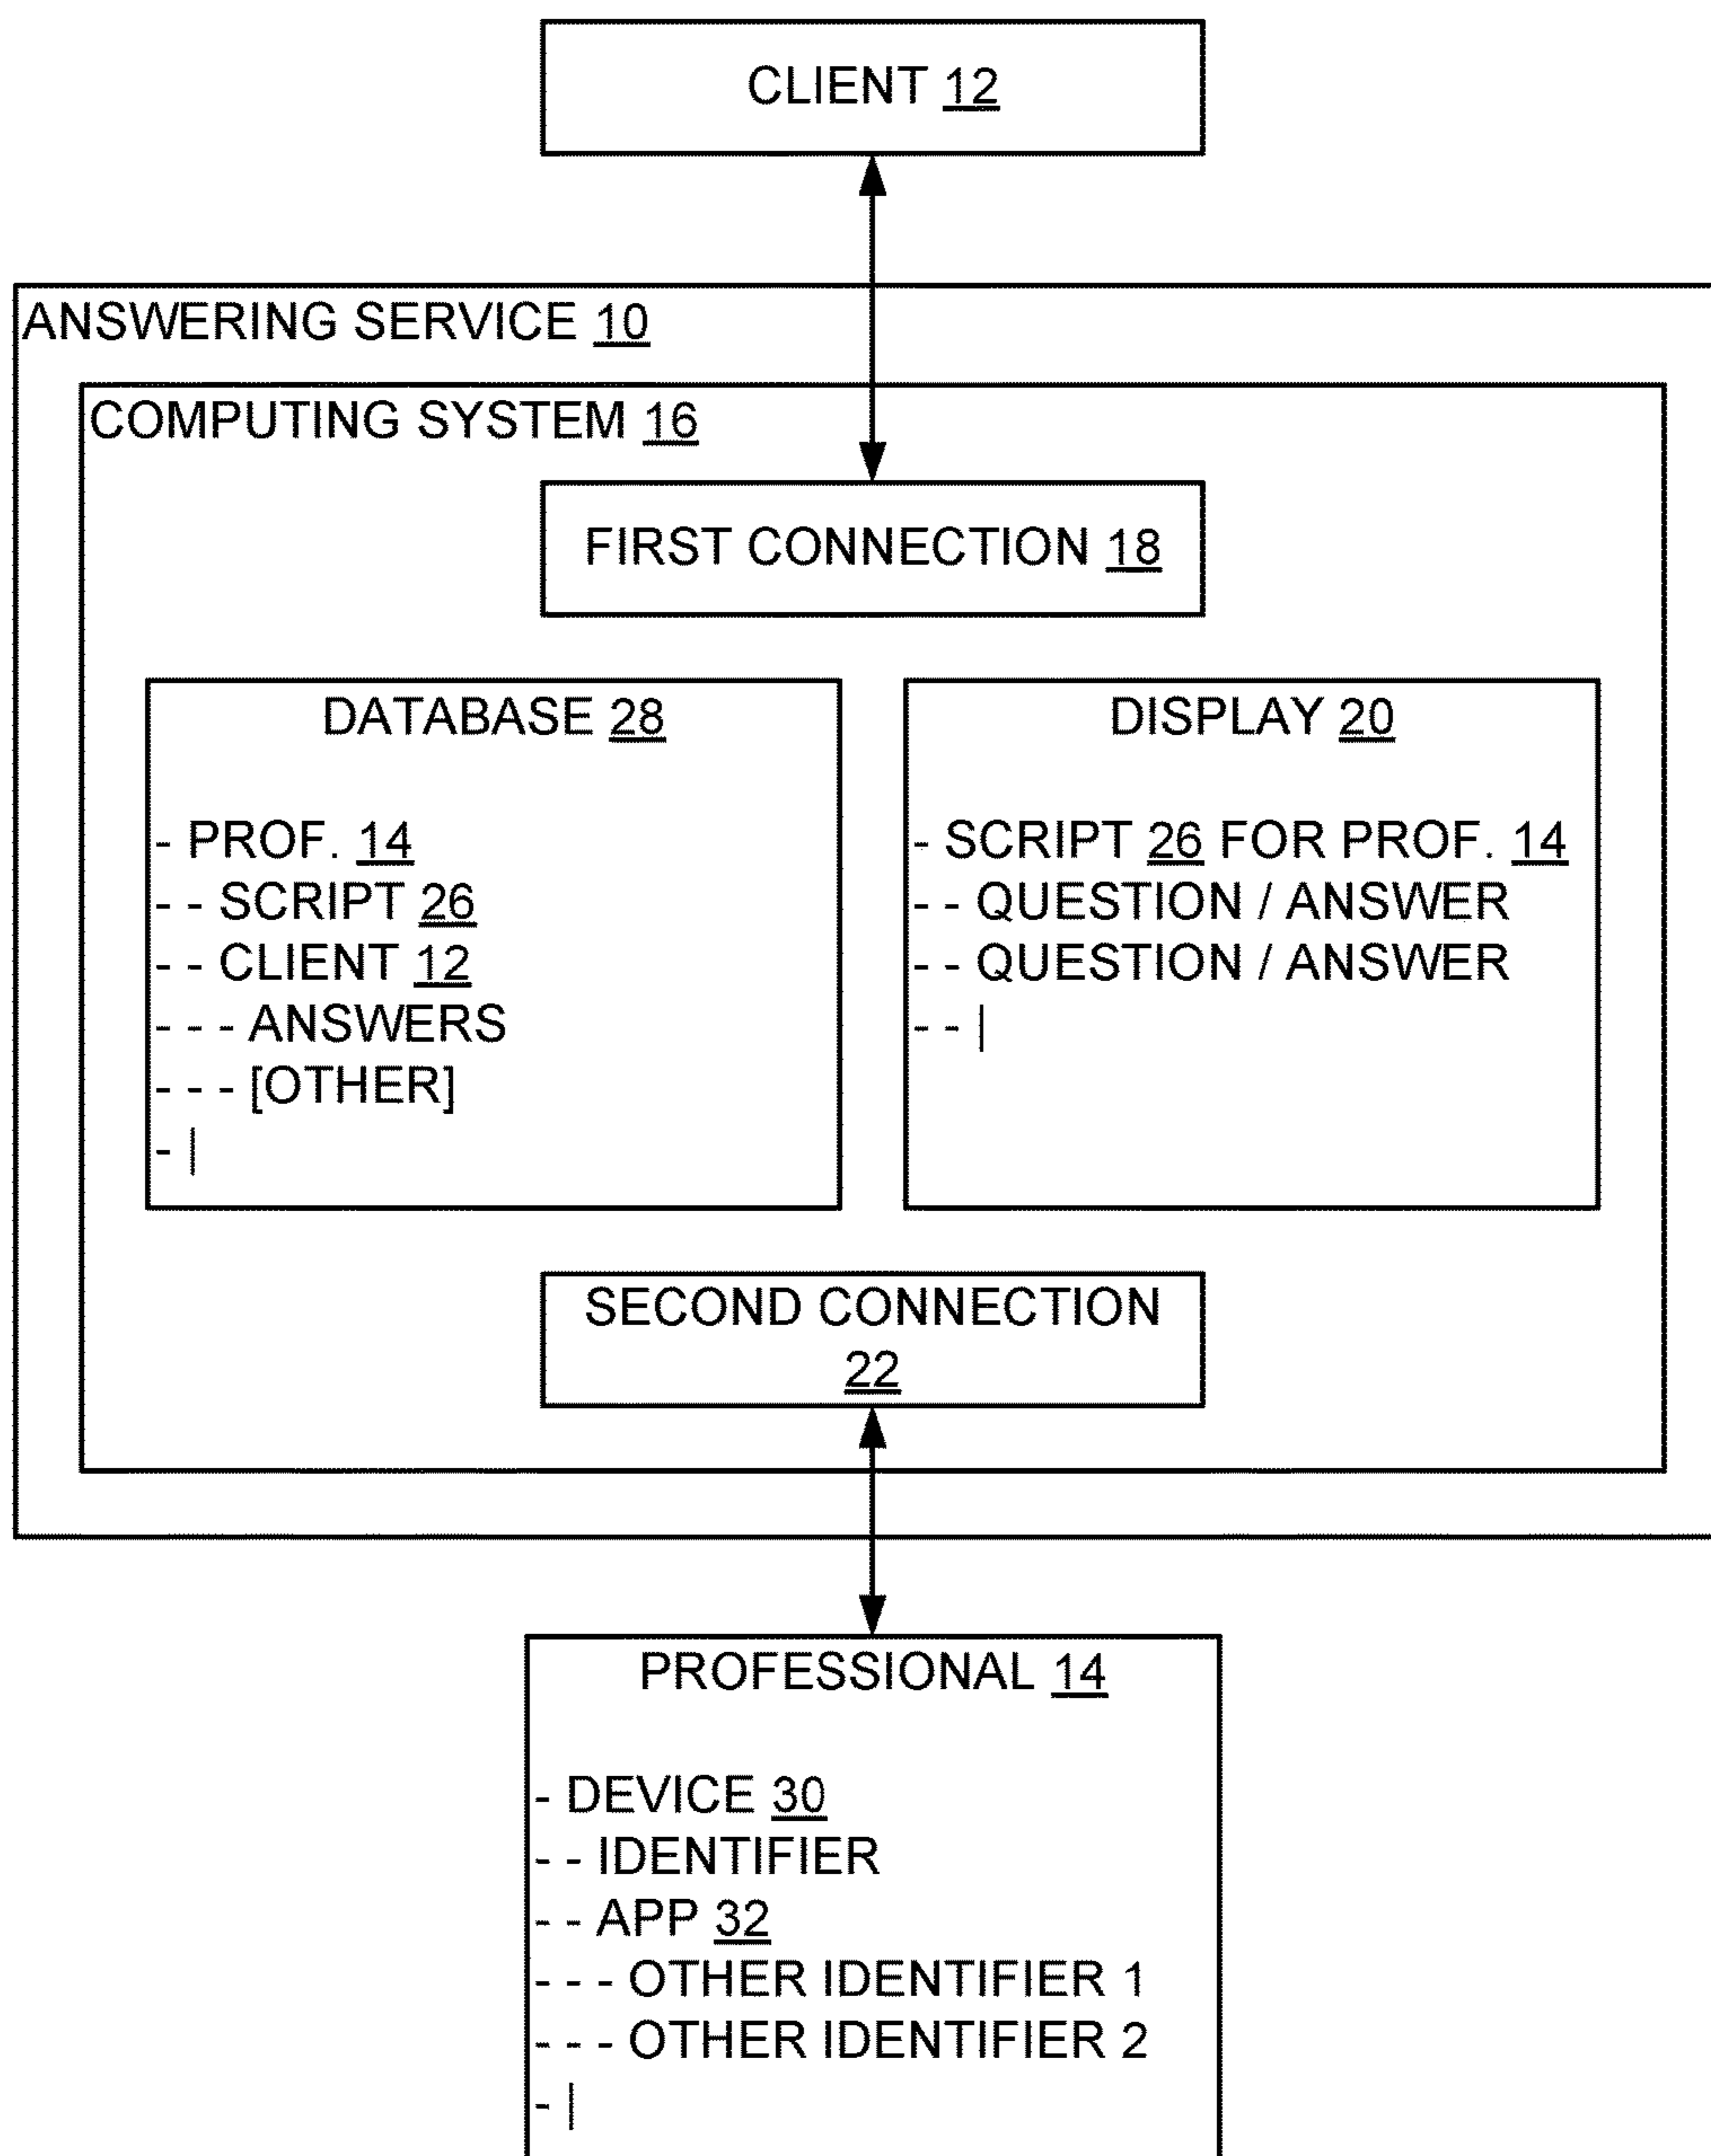 CLIENT 12
ANSWERING SERVICE 10
COMPUTING SYSTEM 16
FIRST CONNECTION 18
DATABASE 28
- PROF. 14
- - SCRIPT 26
- - CLIENT 12
- - - ANSWERS
- - - [OTHER]
- |
DISPLAY 20
- SCRIPT 26 FOR PROF. 14
- - QUESTION / ANSWER
- - QUESTION / ANSWER
- - |
SECOND CONNECTION
22
PROFESSIONAL 14
- DEVICE 30
- - IDENTIFIER
- - APP 32
- - - OTHER IDENTIFIER 1
- - - OTHER IDENTIFIER 2
- |